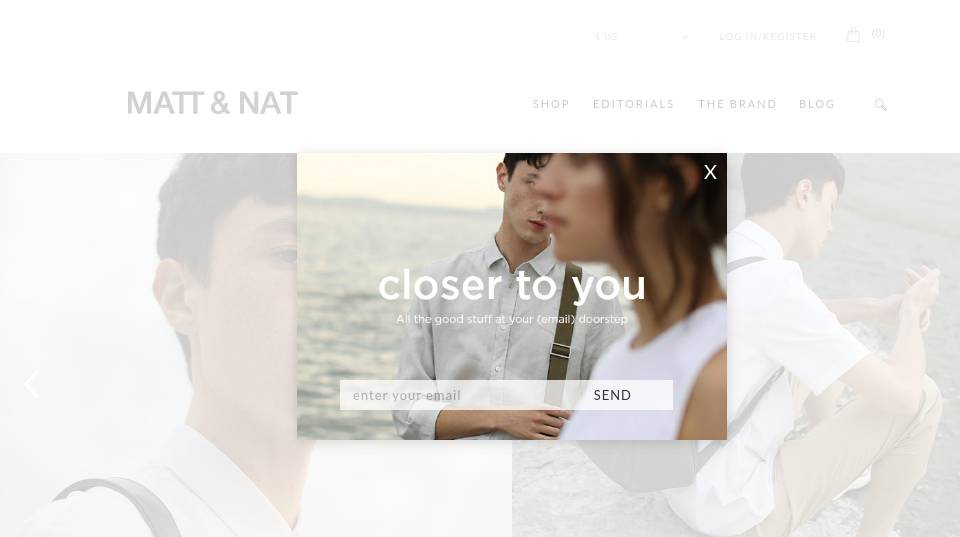 $ US
LOG IN/REGISTER
(0)
MATT & NAT
SHOP
EDITORIALS
THE BRAND
BLOG
X
closer to you
All the good stuff at your (email) doorstep
enter your email
SEND